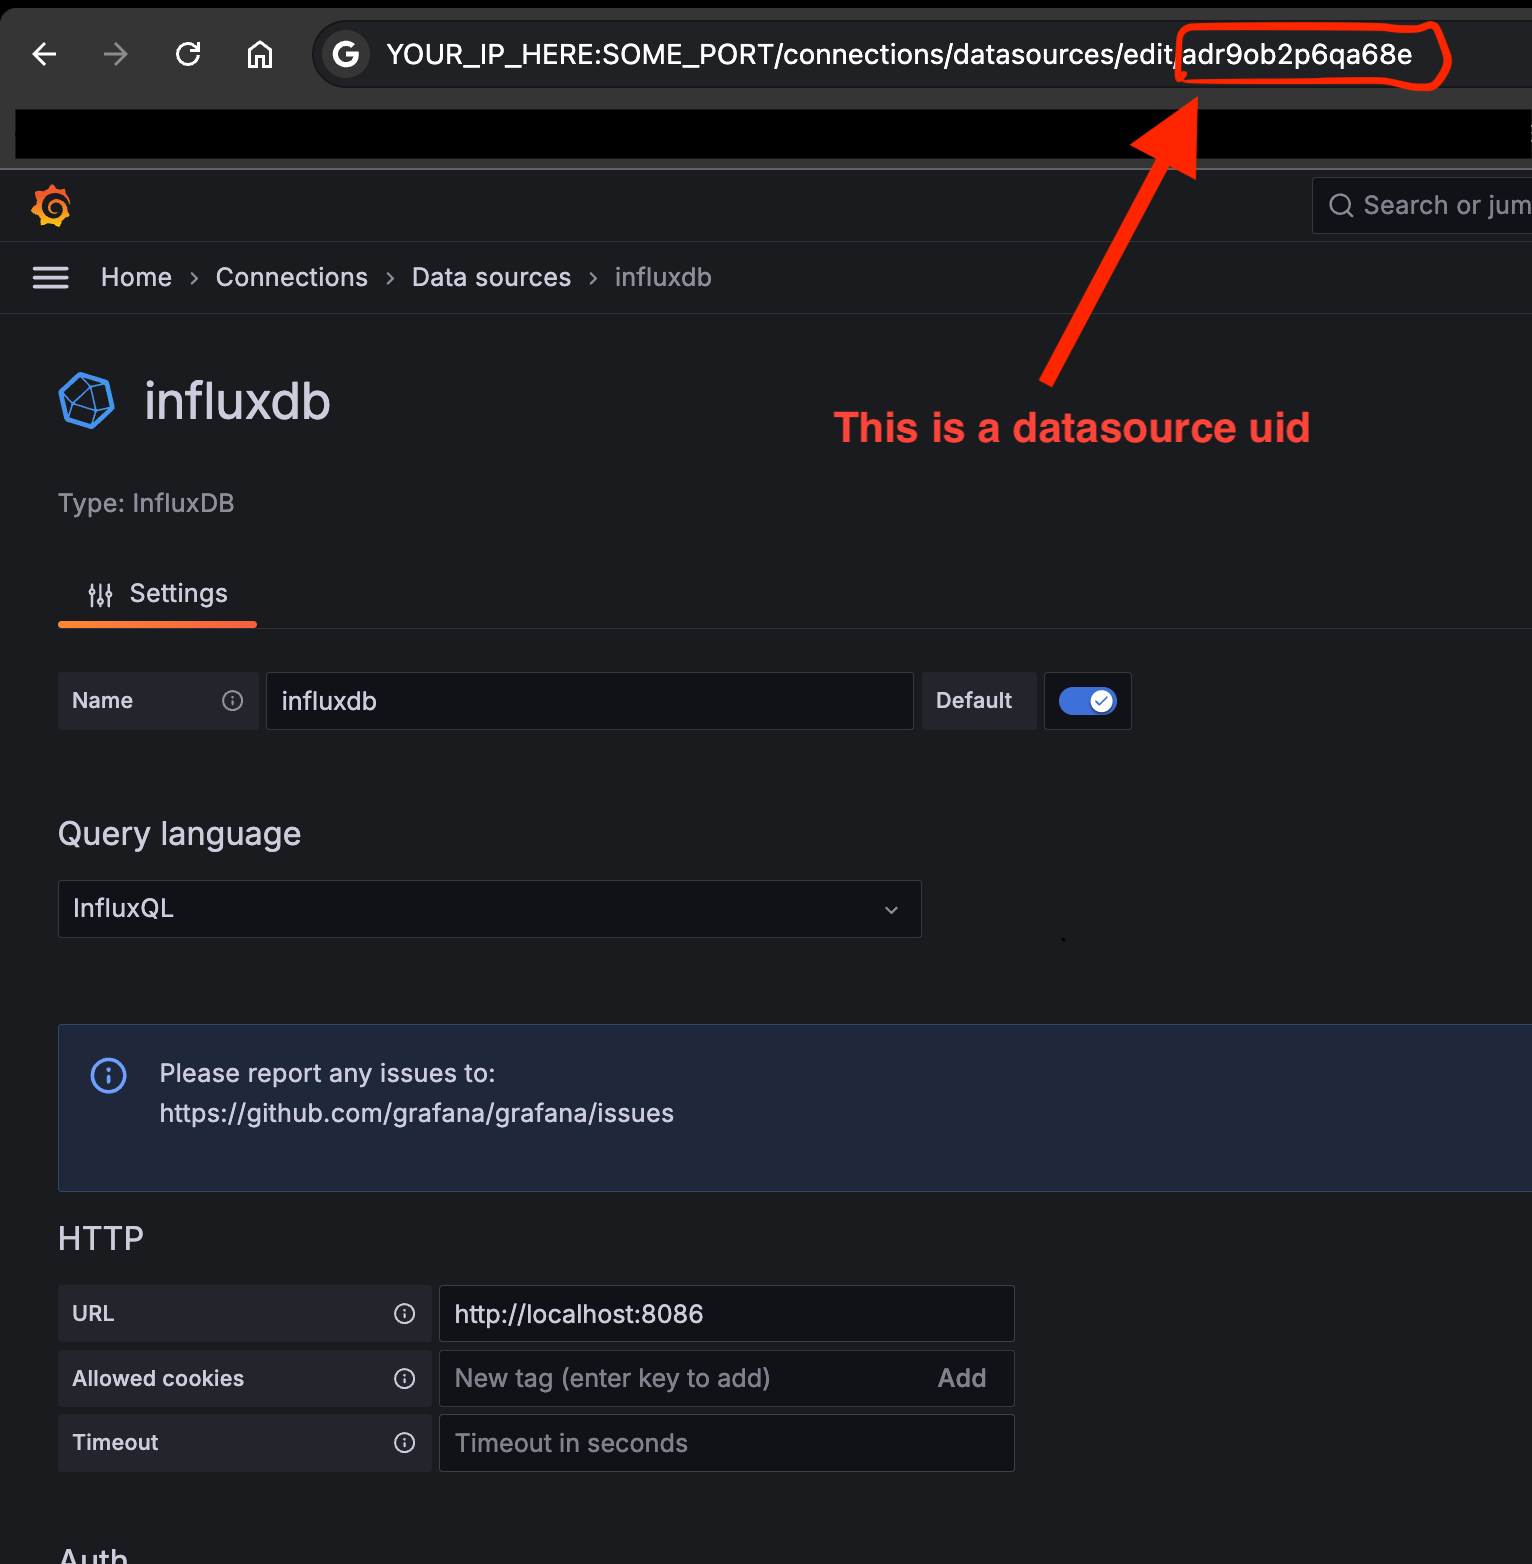 YOUR_IP_HERE:SOME_PORT/connections/datasources/edit/adr9ob2p6qa68e
Search or jum
Home › Connections › Data sources › influxdb
influxdb
This is a datasource uid
Type: InfluxDB
Settings
Name influxdb Default
Query language
InfluxQL
Please report any issues to:
https://github.com/grafana/grafana/issues
HTTP
URL http://localhost:8086
Allowed cookies New tag (enter key to add) Add
Timeout Timeout in seconds
Auth